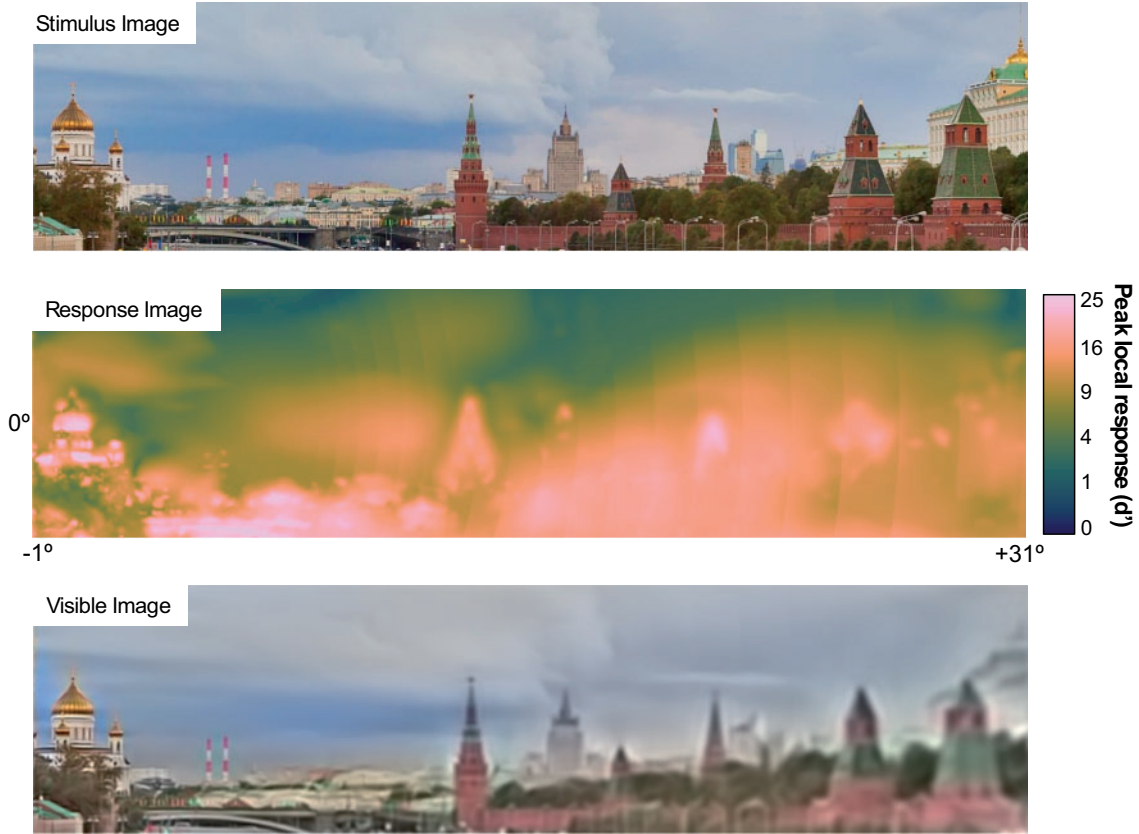 Stimulus Image
Response Image
25
16
9
4
1
0
Peak local response (d')
0º
-1º
+31º
Visible Image